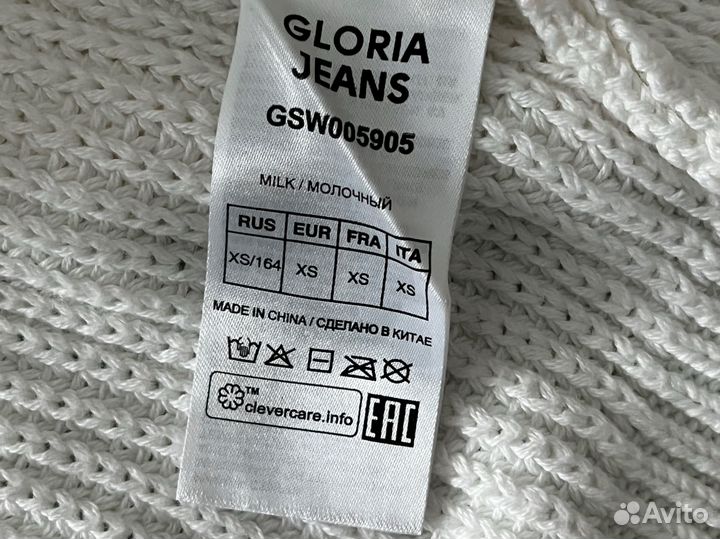 GLORIA
JEANS
GSW005905
MILK / МОЛОЧНЫЙ
RUS EUR FRA ITA
XS/164 XS XS XS
MADE IN CHINA / СДЕЛАНО В КИТАЕ
TM
clevercare.info
EAC
Avito